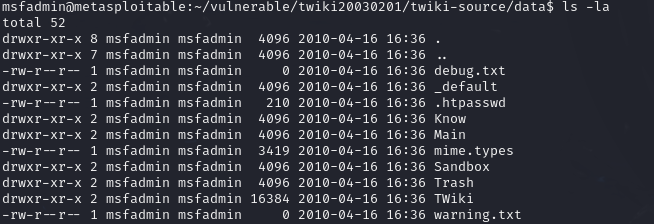 msfadmin@metasploitable:~/vulnerable/twiki20030201/twiki-source/data$ ls -la
total 52
drwxr-xr-x 8 msfadmin msfadmin  4096 2010-04-16 16:36 .
drwxr-xr-x 7 msfadmin msfadmin  4096 2010-04-16 16:36 ..
-rw-r--r-- 1 msfadmin msfadmin     0 2010-04-16 16:36 debug.txt
drwxr-xr-x 2 msfadmin msfadmin  4096 2010-04-16 16:36 _default
-rw-r--r-- 1 msfadmin msfadmin   210 2010-04-16 16:36 .htpasswd
drwxr-xr-x 2 msfadmin msfadmin  4096 2010-04-16 16:36 Know
drwxr-xr-x 2 msfadmin msfadmin  4096 2010-04-16 16:36 Main
-rw-r--r-- 1 msfadmin msfadmin  3419 2010-04-16 16:36 mime.types
drwxr-xr-x 2 msfadmin msfadmin  4096 2010-04-16 16:36 Sandbox
drwxr-xr-x 2 msfadmin msfadmin  4096 2010-04-16 16:36 Trash
drwxr-xr-x 2 msfadmin msfadmin 16384 2010-04-16 16:36 TWiki
-rw-r--r-- 1 msfadmin msfadmin     0 2010-04-16 16:36 warning.txt